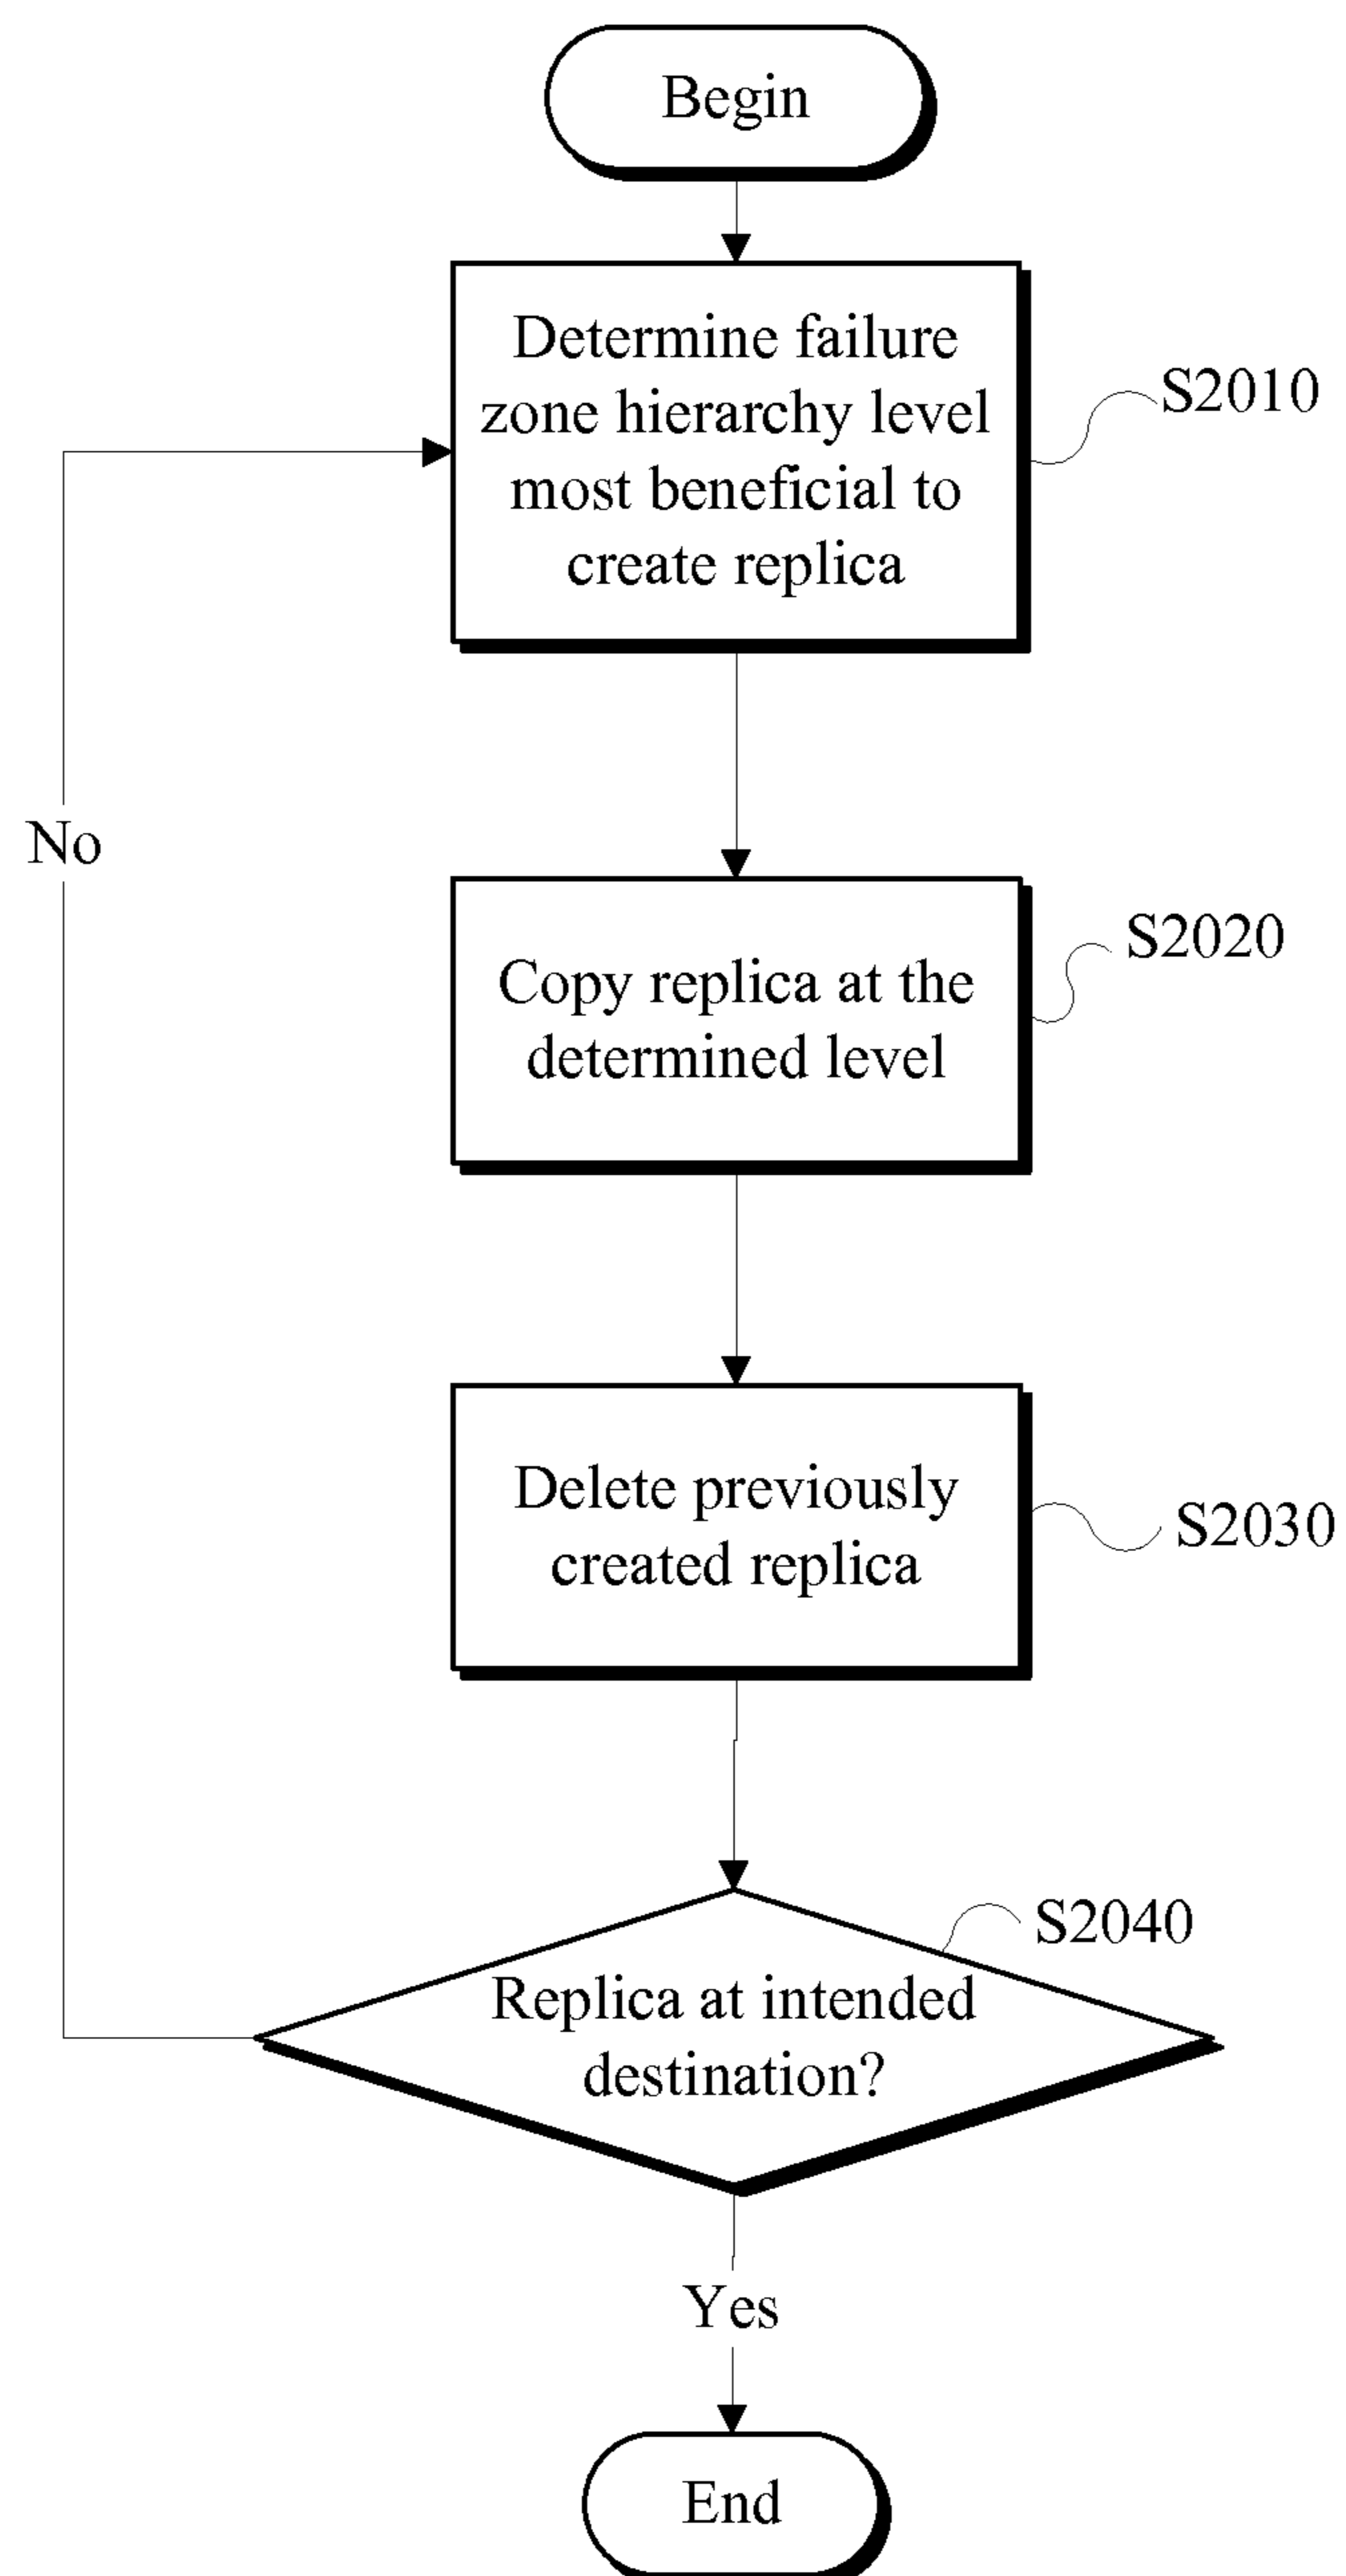 Begin
Determine failure
zone hierarchy level
most beneficial to
create replica
S2010
No
Copy replica at the
determined level
S2020
Delete previously
created replica
S2030
S2040
Replica at intended
destination?
Yes
End